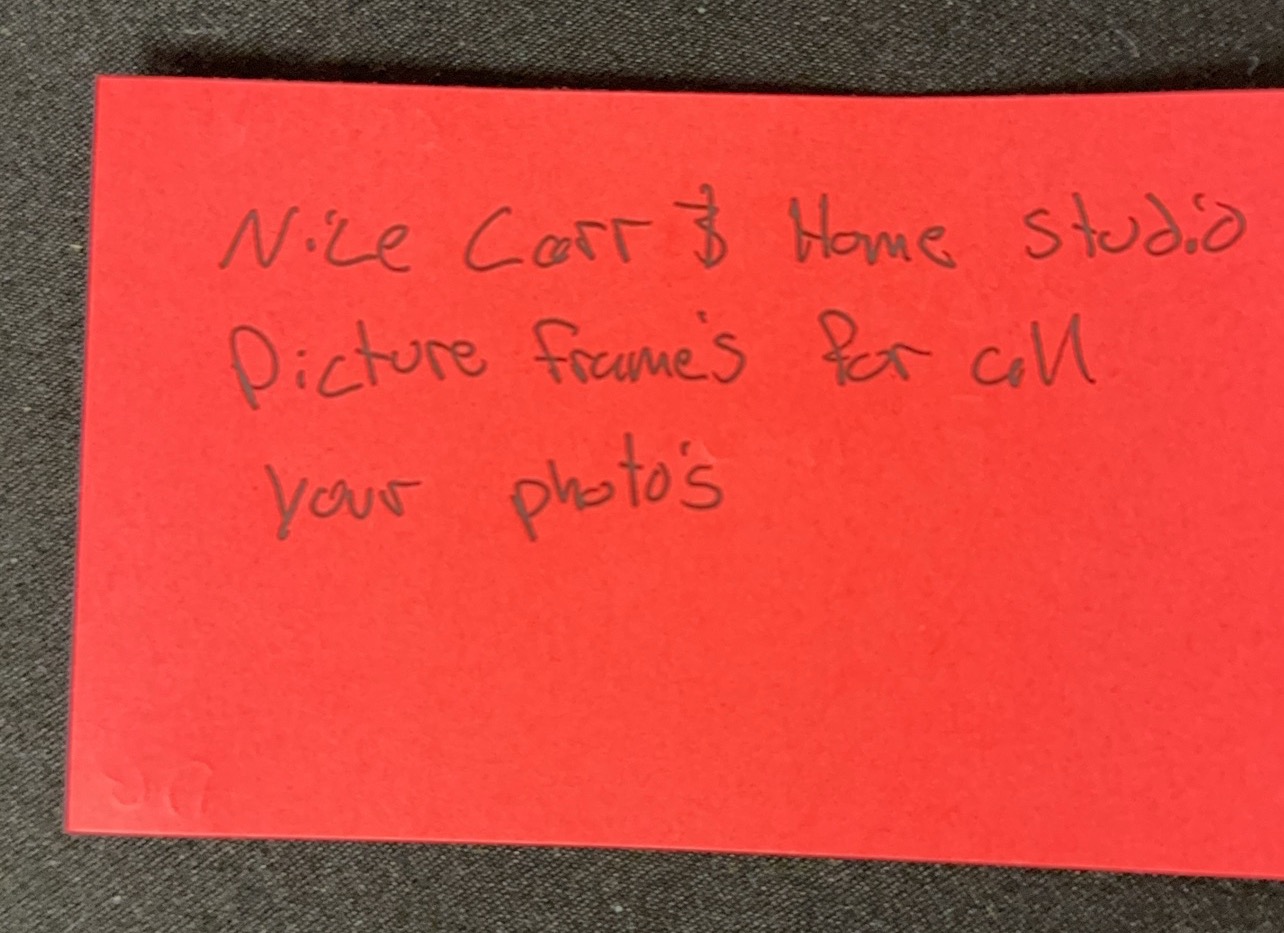 Nice Carr & Home studio
Picture frame's for all
your photo's